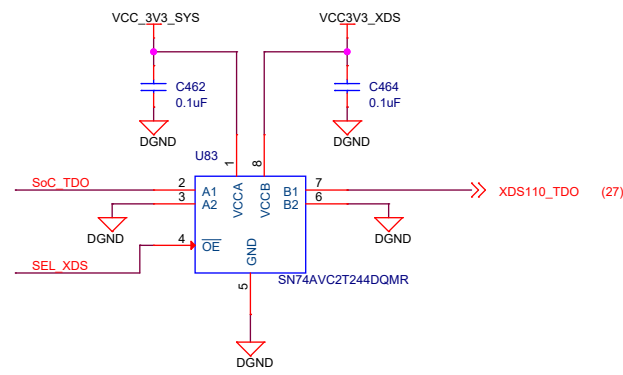 VCC_3V3_SYS
VCC3V3_XDS
C462
0.1uF
C464
0.1uF
DGND
DGND
U83
1
8
SoC_TDO
2
A1
VCCA
VCCB
B1
7
XDS110_TDO (27)
3
A2
B2
6
DGND
DGND
4
OE
GND
SEL_XDS
5
SN74AVC2T244DQMR
DGND